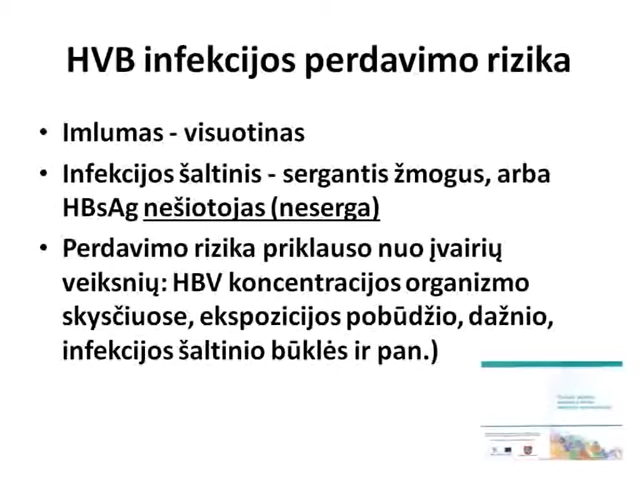 HVB infekcijos perdavimo rizika
• Imlumas - visuotinas
• Infekcijos šaltinis - sergantis žmogus, arba
HBsAg nešiotojas (neserga)
• Perdavimo rizika priklauso nuo įvairių
veiksnių: HBV koncentracijos organizmo
skysčiuose, ekspozicijos pobūdžio, dažnio,
infekcijos šaltinio būklės ir pan.)